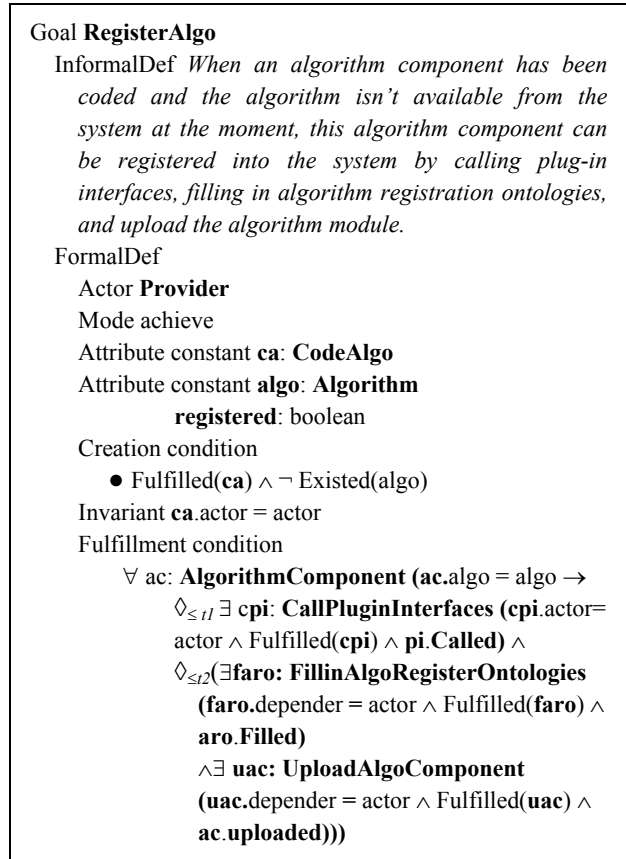 Goal RegisterAlgo
InformalDef When an algorithm component has been
coded and the algorithm isn't available from the
system at the moment, this algorithm component can
be registered into the system by calling plug-in
interfaces, filling in algorithm registration ontologies,
and upload the algorithm module.
FormalDef
Actor Provider
Mode achieve
Attribute constant ca: CodeAlgo
Attribute constant algo: Algorithm
registered: boolean
Creation condition
● Fulfilled(ca) ∧ ¬ Existed(algo)
Invariant ca.actor = actor
Fulfillment condition
∀ ac: AlgorithmComponent (ac.algo = algo →
◊≤ t1 ∃ cpi: CallPluginInterfaces (cpi.actor=
actor ∧ Fulfilled(cpi) ∧ pi.Called) ∧
◊≤t2(∃faro: FillinAlgoRegisterOntologies
(faro.depender = actor ∧ Fulfilled(faro) ∧
aro.Filled)
∧∃ uac: UploadAlgoComponent
(uac.depender = actor ∧ Fulfilled(uac) ∧
ac.uploaded)))